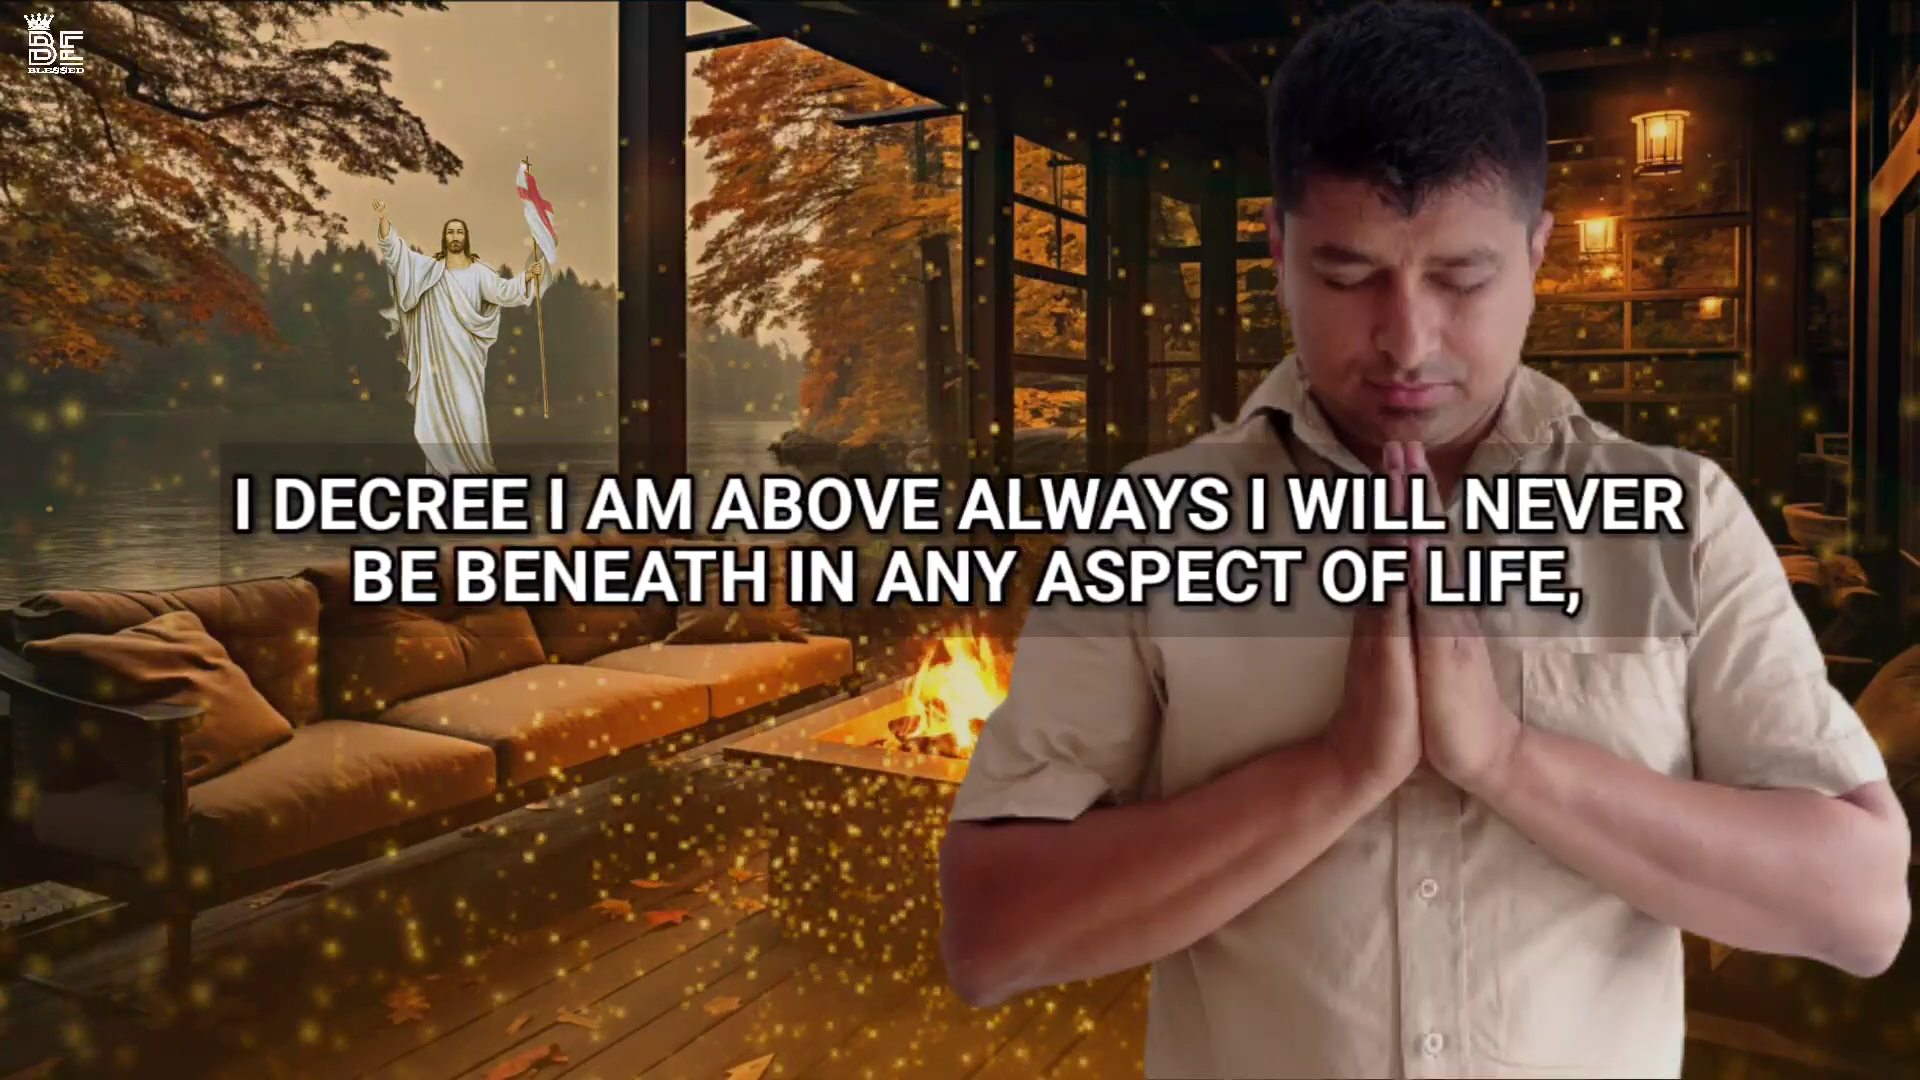 BE
BLESSED
I DECREE I AM ABOVE ALWAYS I WILL NEVER
BE BENEATH IN ANY ASPECT OF LIFE,